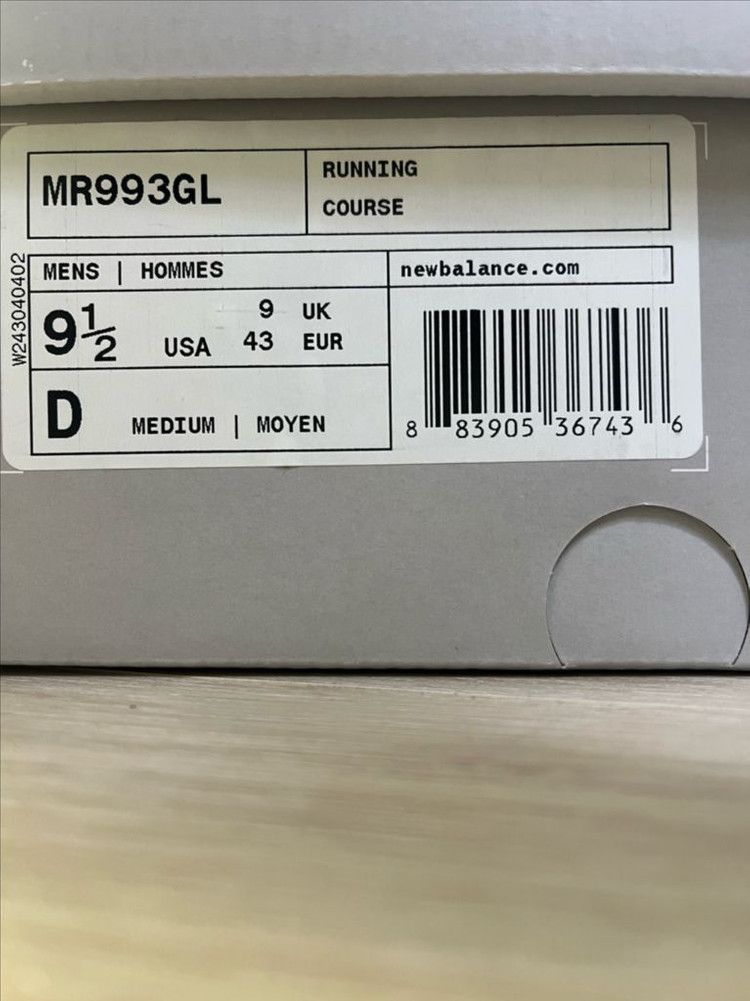 MR993GL
RUNNING
COURSE
W243040402
MENS | HOMMES
newbalance.com
9½ USA
9 UK
43 EUR
D MEDIUM | MOYEN
8 83905 36743 6